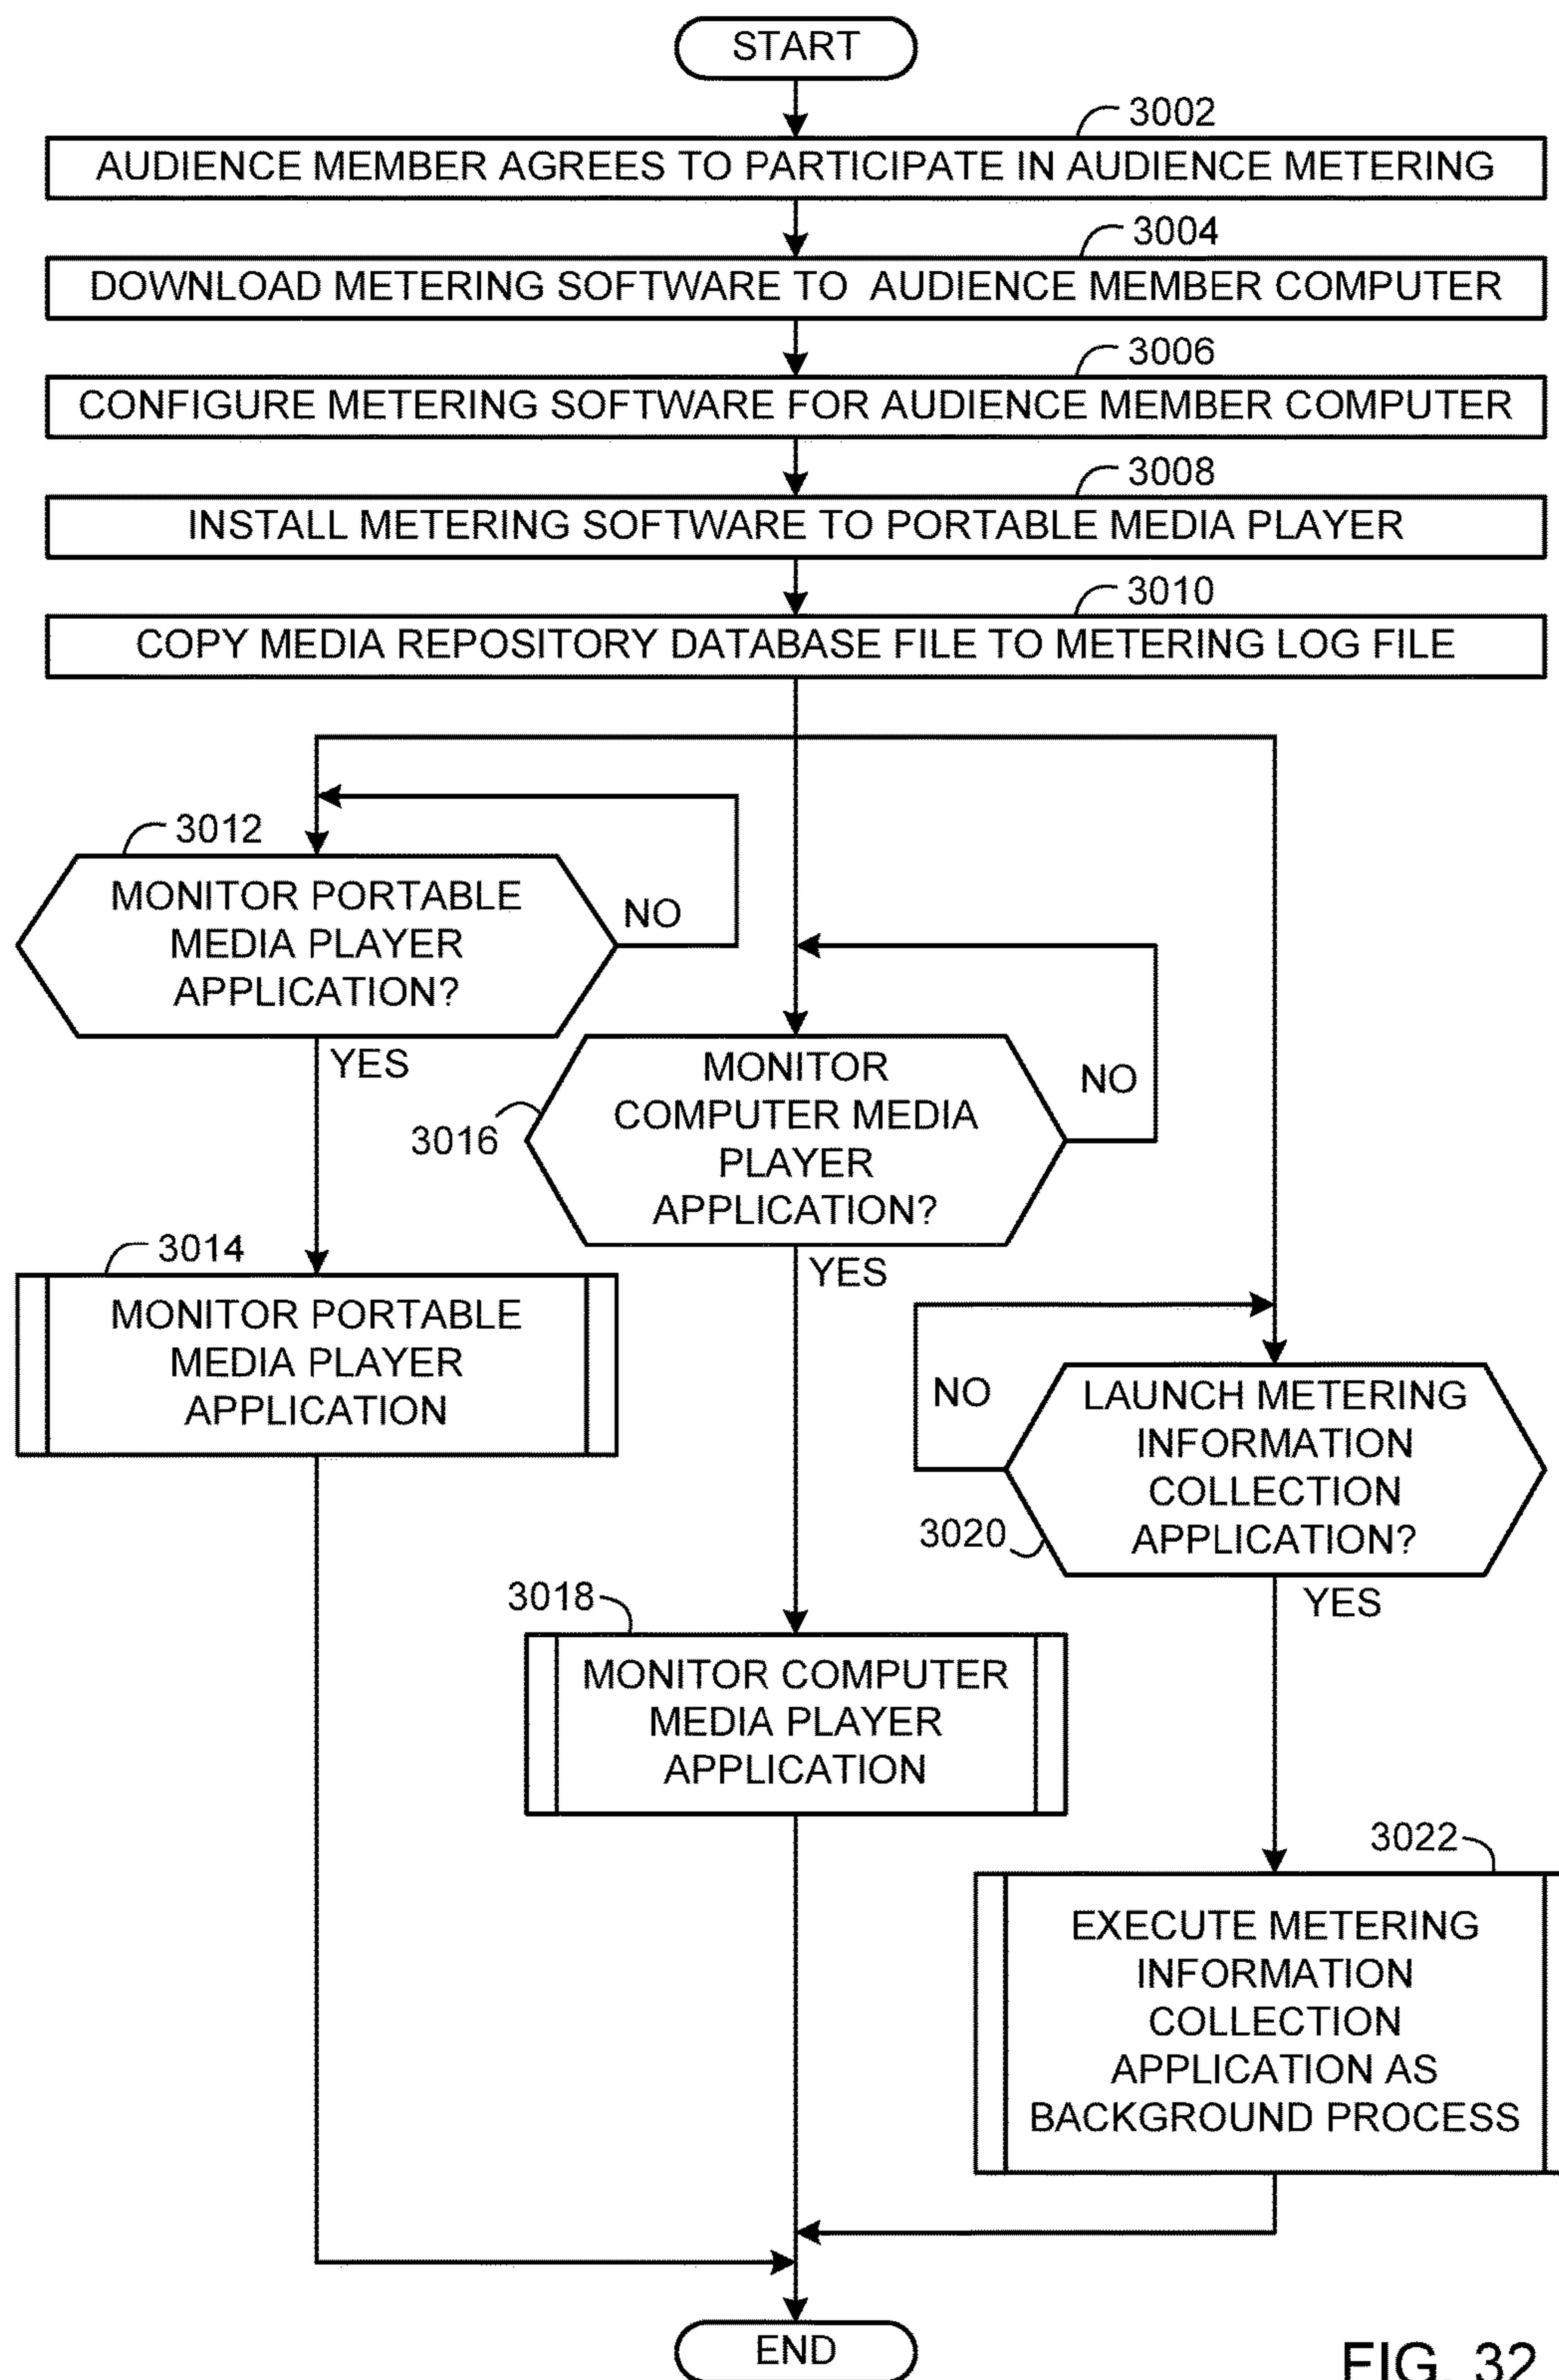 START
3002
AUDIENCE MEMBER AGREES TO PARTICIPATE IN AUDIENCE METERING
3004
DOWNLOAD METERING SOFTWARE TO AUDIENCE MEMBER COMPUTER
3006
CONFIGURE METERING SOFTWARE FOR AUDIENCE MEMBER COMPUTER
3008
INSTALL METERING SOFTWARE TO PORTABLE MEDIA PLAYER
3010
COPY MEDIA REPOSITORY DATABASE FILE TO METERING LOG FILE
3012
MONITOR PORTABLE
MEDIA PLAYER
APPLICATION?
NO
YES
3016
MONITOR
COMPUTER MEDIA
PLAYER
APPLICATION?
NO
YES
3014
MONITOR PORTABLE
MEDIA PLAYER
APPLICATION
NO
LAUNCH METERING
INFORMATION
COLLECTION
APPLICATION?
3020
YES
3018
MONITOR COMPUTER
MEDIA PLAYER
APPLICATION
3022
EXECUTE METERING
INFORMATION
COLLECTION
APPLICATION AS
BACKGROUND PROCESS
END
FIG. 32